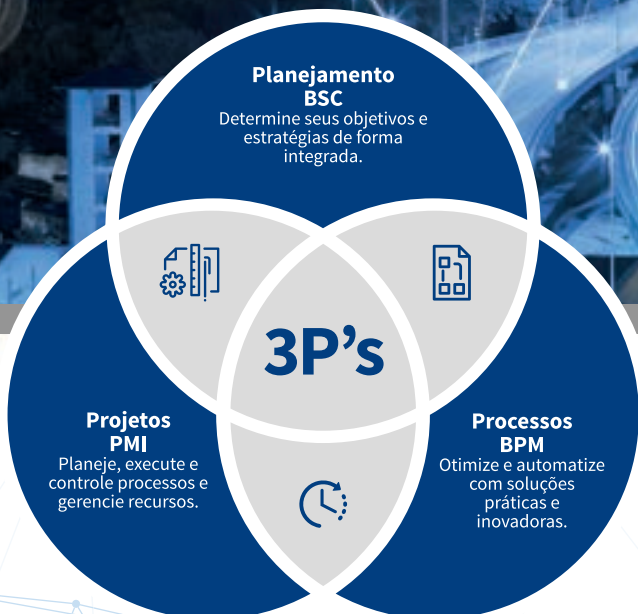 Planejamento
BSC
Determine seus objetivos e
estratégias de forma
integrada.
3P’s
Projetos
PMI
Planeje, execute e
controle processos e
gerencie recursos.
Processos
BPM
Otimize e automatize
com soluções
práticas e
inovadoras.